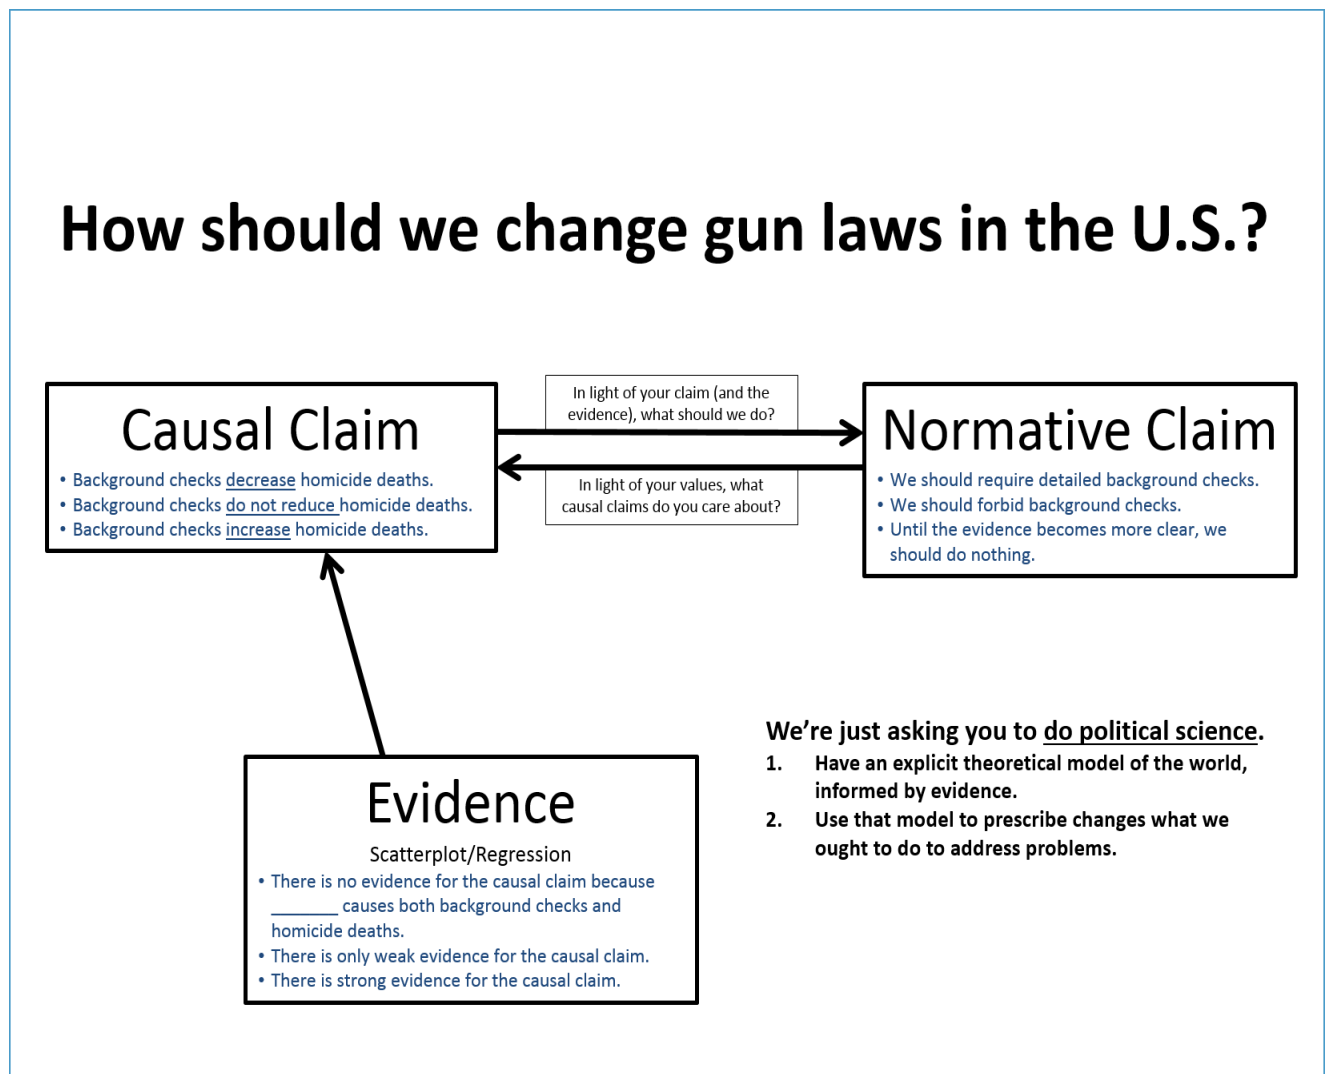 How should we change gun laws in the U.S.?
Causal Claim
• Background checks decrease homicide deaths.
• Background checks do not reduce homicide deaths.
• Background checks increase homicide deaths.
In light of your claim (and the
evidence), what should we do?
In light of your values, what
causal claims do you care about?
Normative Claim
• We should require detailed background checks.
• We should forbid background checks.
• Until the evidence becomes more clear, we
should do nothing.
Evidence
Scatterplot/Regression
• There is no evidence for the causal claim because
_______ causes both background checks and
homicide deaths.
• There is only weak evidence for the causal claim.
• There is strong evidence for the causal claim.
We’re just asking you to do political science.
1. Have an explicit theoretical model of the world,
informed by evidence.
2. Use that model to prescribe changes what we
ought to do to address problems.